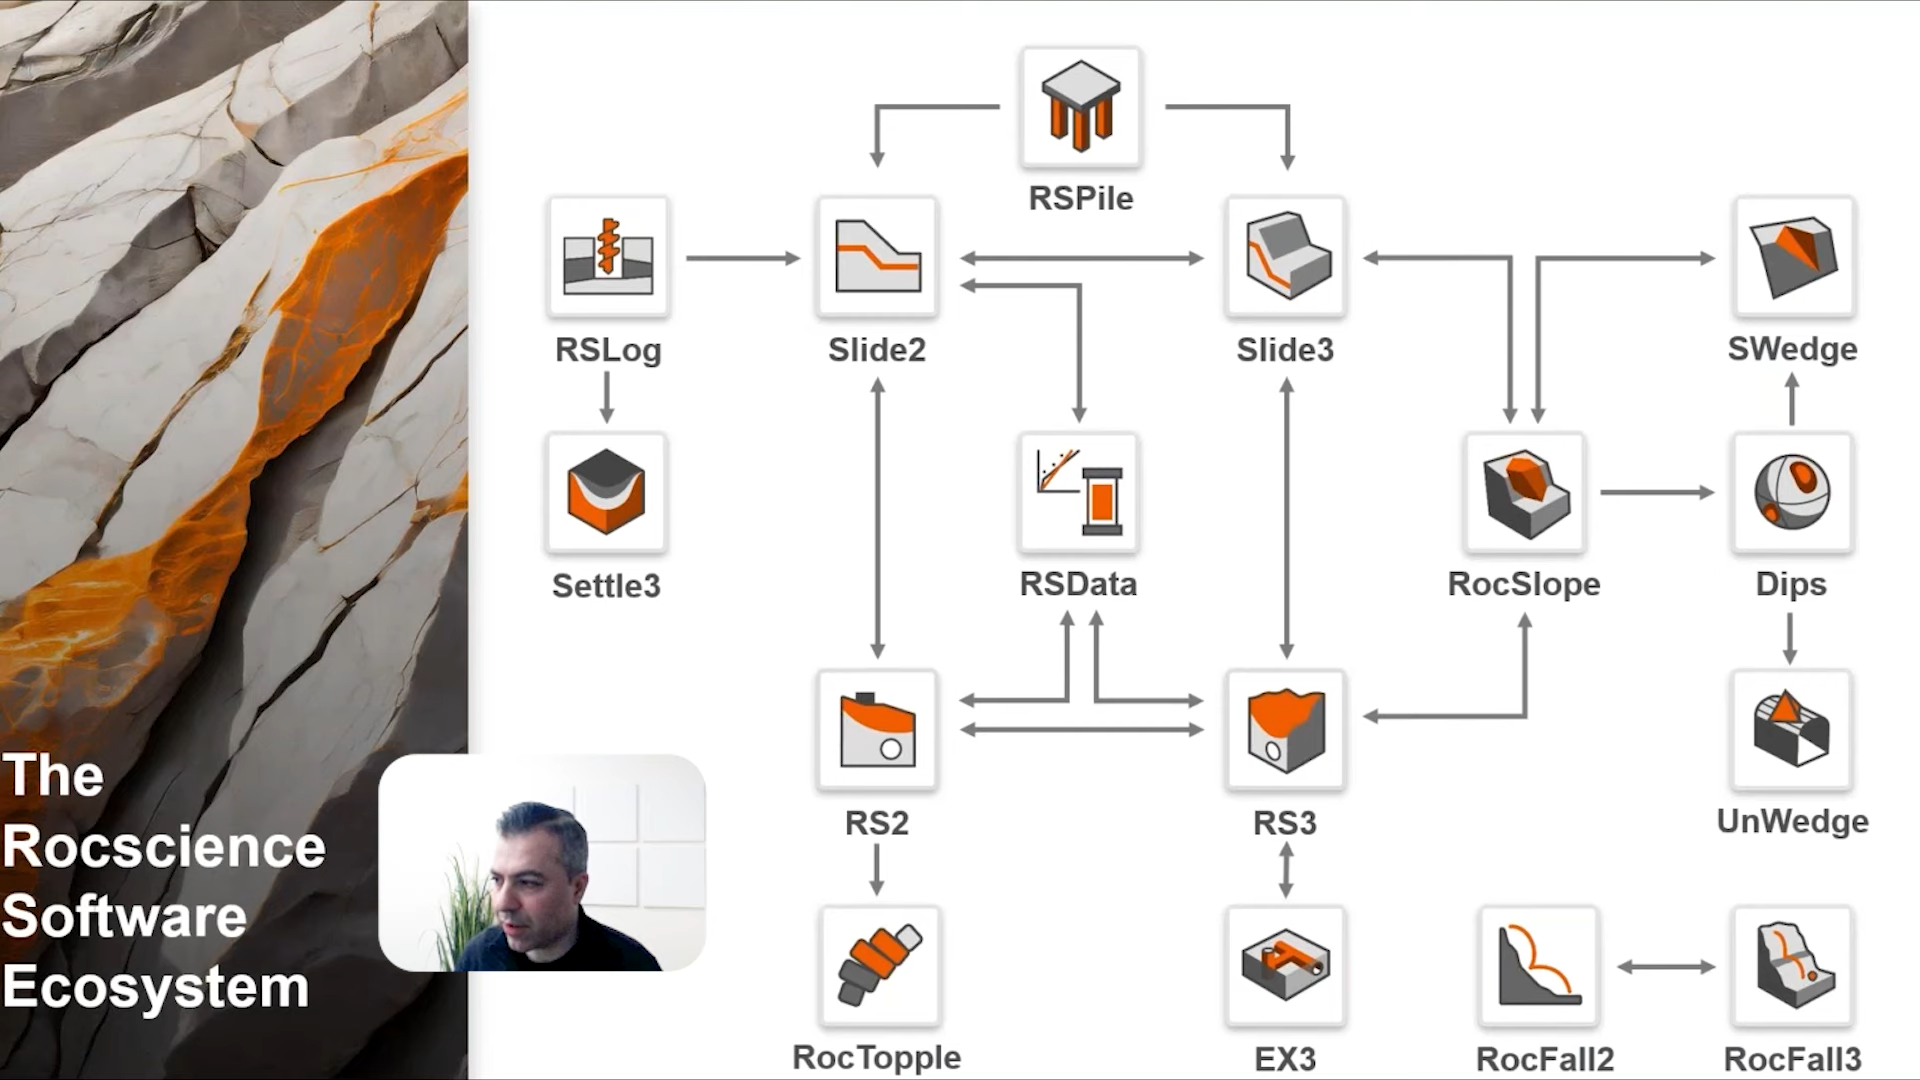 RSPile
RSLog
Slide2
Slide3
SWedge
Settle3
RSData
RocSlope
Dips
RS2
RS3
UnWedge
RocTopple
EX3
RocFall2
RocFall3
The
Rocscience
Software
Ecosystem